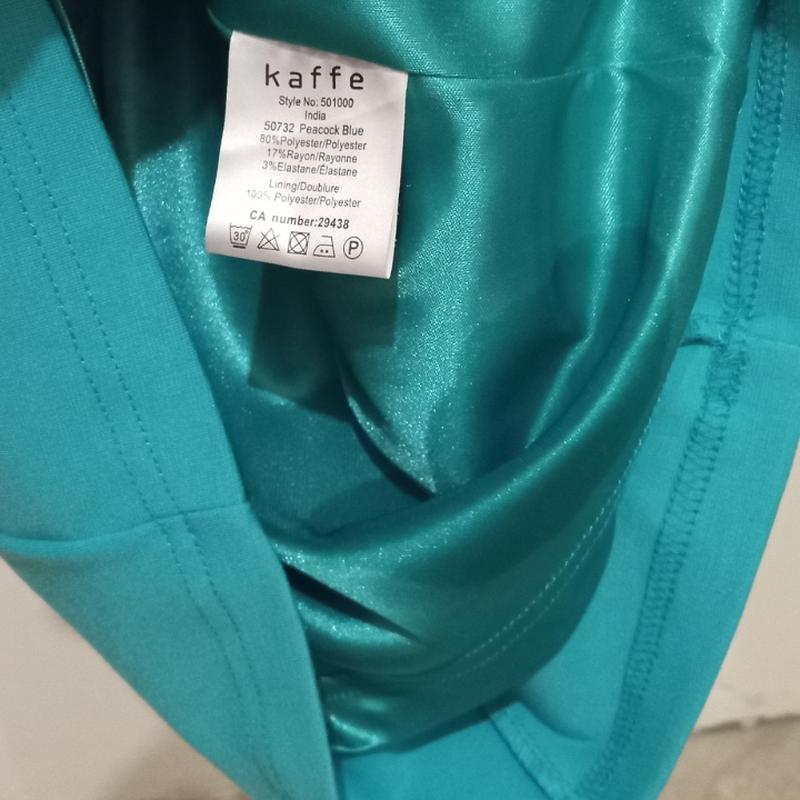 kaffe
Style No: 501000
India
50732 Peacock Blue
80%Polyester/Polyester
17%Rayon/Rayonne
3%Elastane/Élastane
Lining/Doublure:
100% Polyester/Polyester
CA number:29438
30° P